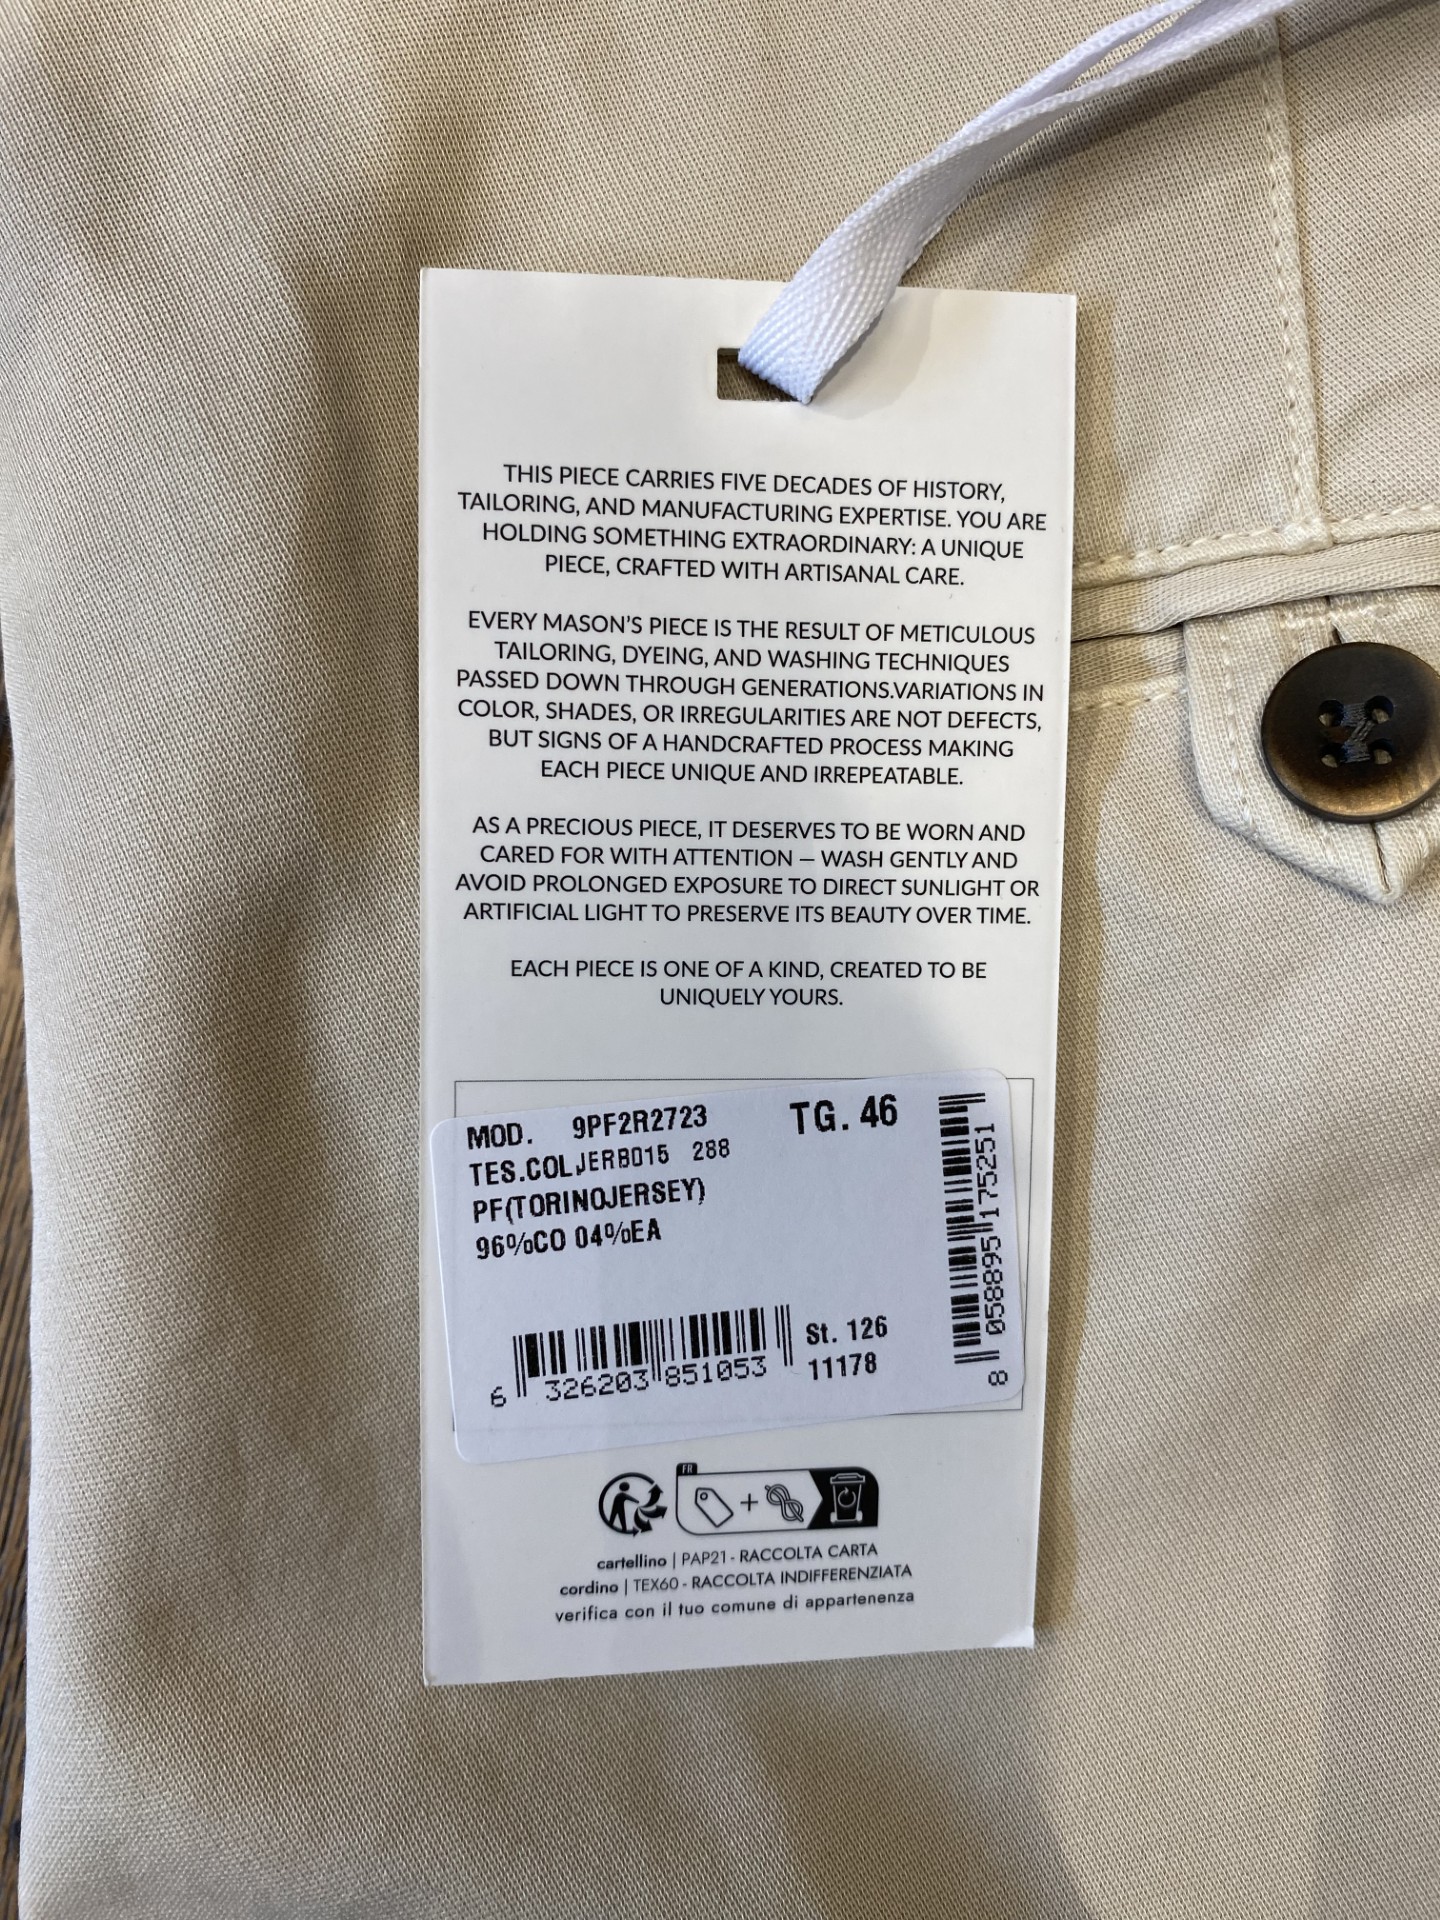 THIS PIECE CARRIES FIVE DECADES OF HISTORY,
TAILORING, AND MANUFACTURING EXPERTISE. YOU ARE
HOLDING SOMETHING EXTRAORDINARY: A UNIQUE
PIECE, CRAFTED WITH ARTISANAL CARE.
EVERY MASON'S PIECE IS THE RESULT OF METICULOUS
TAILORING, DYEING, AND WASHING TECHNIQUES
PASSED DOWN THROUGH GENERATIONS.VARIATIONS IN
COLOR, SHADES, OR IRREGULARITIES ARE NOT DEFECTS,
BUT SIGNS OF A HANDCRAFTED PROCESS MAKING
EACH PIECE UNIQUE AND IRREPEATABLE.
AS A PRECIOUS PIECE, IT DESERVES TO BE WORN AND
CARED FOR WITH ATTENTION — WASH GENTLY AND
AVOID PROLONGED EXPOSURE TO DIRECT SUNLIGHT OR
ARTIFICIAL LIGHT TO PRESERVE ITS BEAUTY OVER TIME.
EACH PIECE IS ONE OF A KIND, CREATED TO BE
UNIQUELY YOURS.
MOD. 9PF2R2723 TG. 46
TES.COL JERB015 288
PF(TORINOJERSEY)
96%CO 04%EA
St. 126
11178
6 326203 851053
8 058895 175251
FR
cartellino | PAP21 - RACCOLTA CARTA
cordino | TEX60 - RACCOLTA INDIFFERENZIATA
verifica con il tuo comune di appartenenza